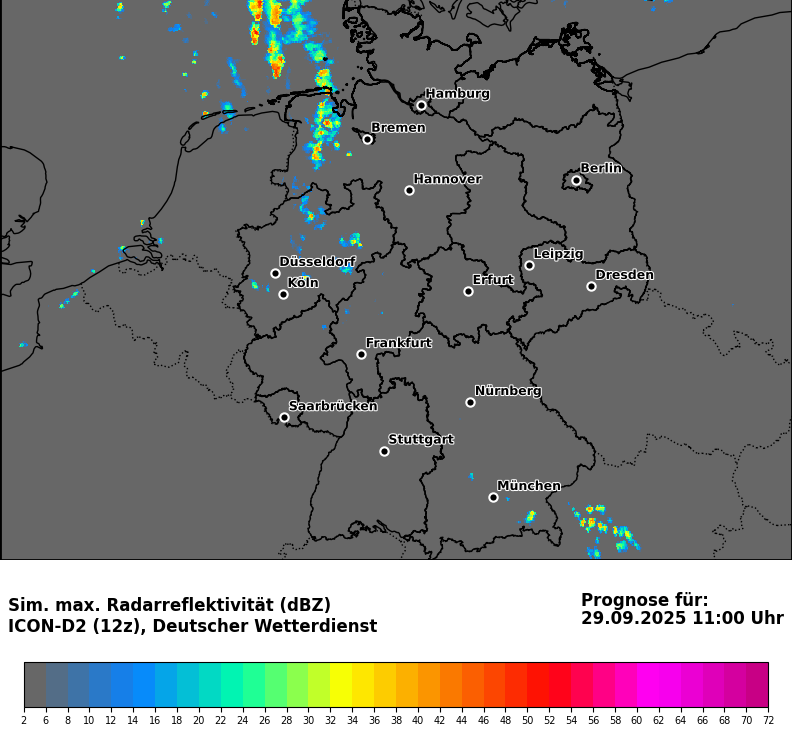 Hamburg
Bremen
Berlin
Hannover
Leipzig
Düsseldorf
Dresden
Köln
Erfurt
Frankfurt
Nürnberg
Saarbrücken
Stuttgart
München
Sim. max. Radarreflektivität (dBZ)
ICON-D2 (12z), Deutscher Wetterdienst
Prognose für:
29.09.2025 11:00 Uhr
2 6 8 10 12 14 16 18 20 22 24 26 28 30 32 34 36 38 40 42 44 46 48 50 52 54 56 58 60 62 64 66 68 70 72